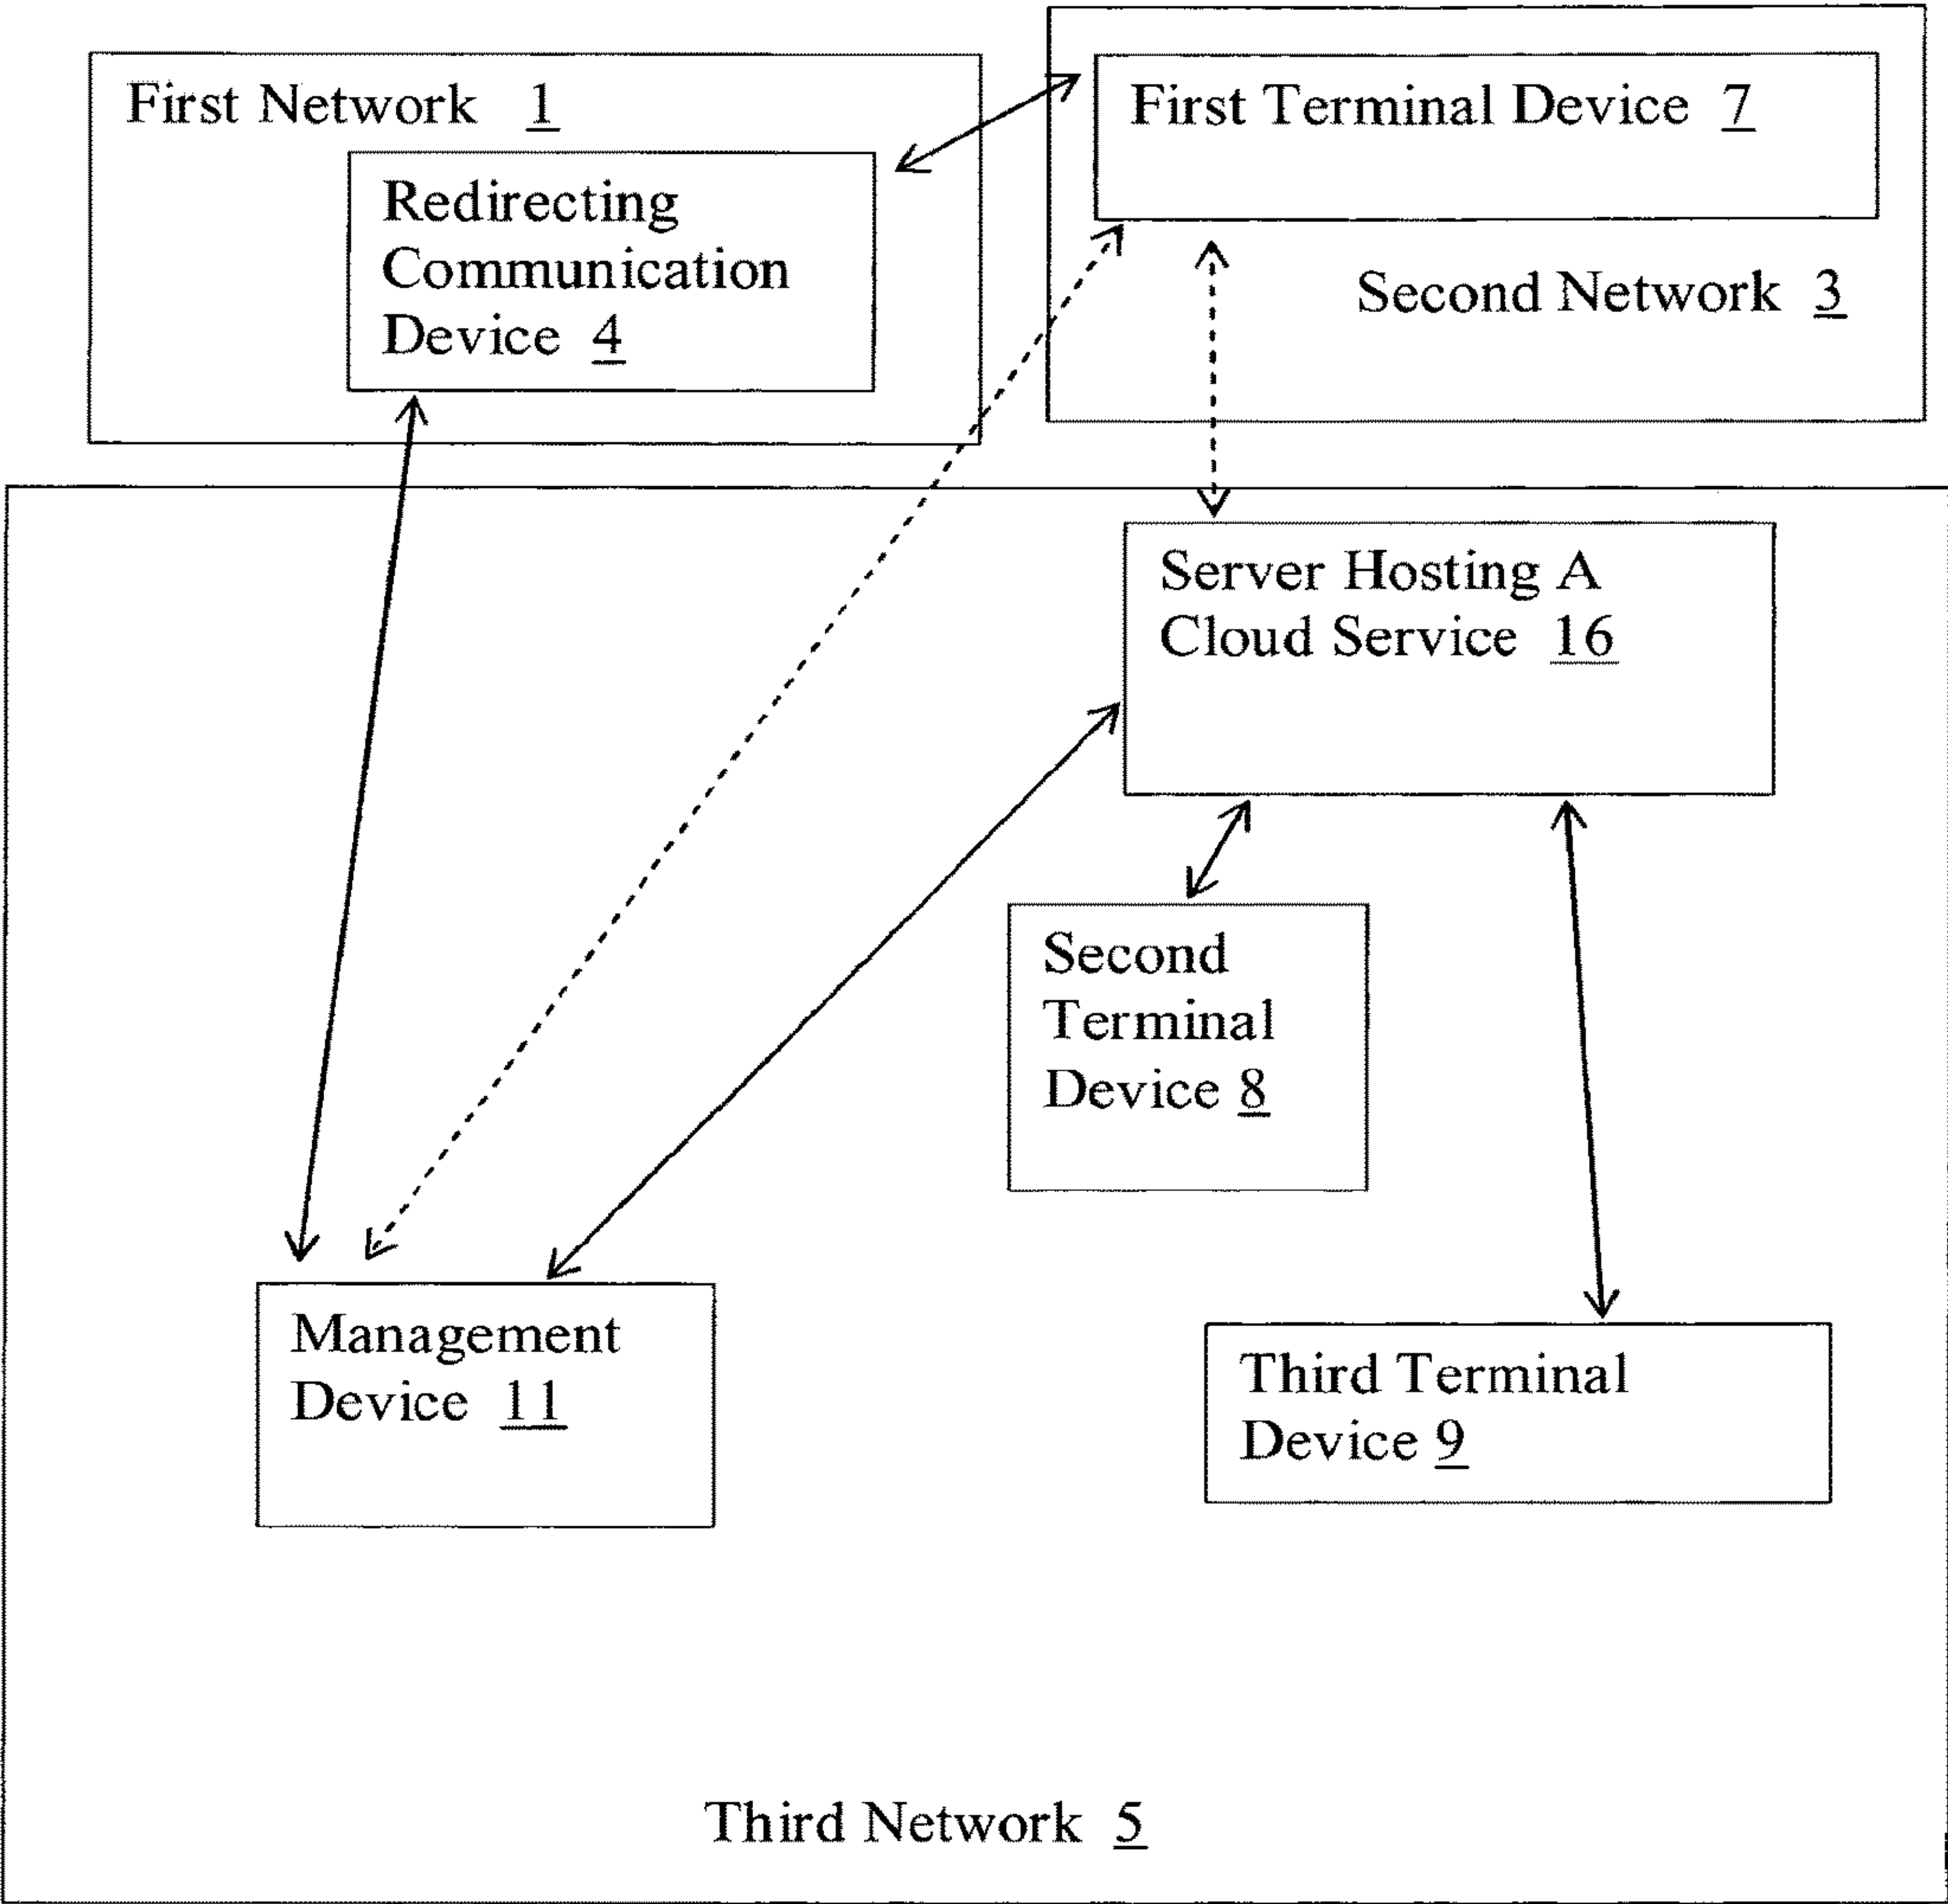 First Network 1
Redirecting
Communication
Device 4
First Terminal Device 7
Second Network 3
Server Hosting A
Cloud Service 16
Second
Terminal
Device 8
Management
Device 11
Third Terminal
Device 9
Third Network 5